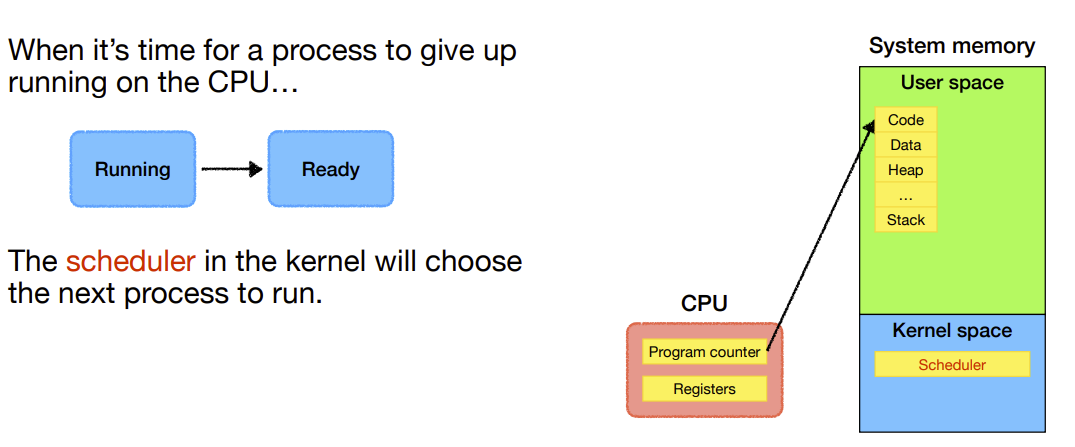 When it’s time for a process to give up
running on the CPU…
Running
Ready
The scheduler in the kernel will choose
the next process to run.
System memory
User space
Code
Data
Heap
…
Stack
CPU
Program counter
Registers
Kernel space
Scheduler